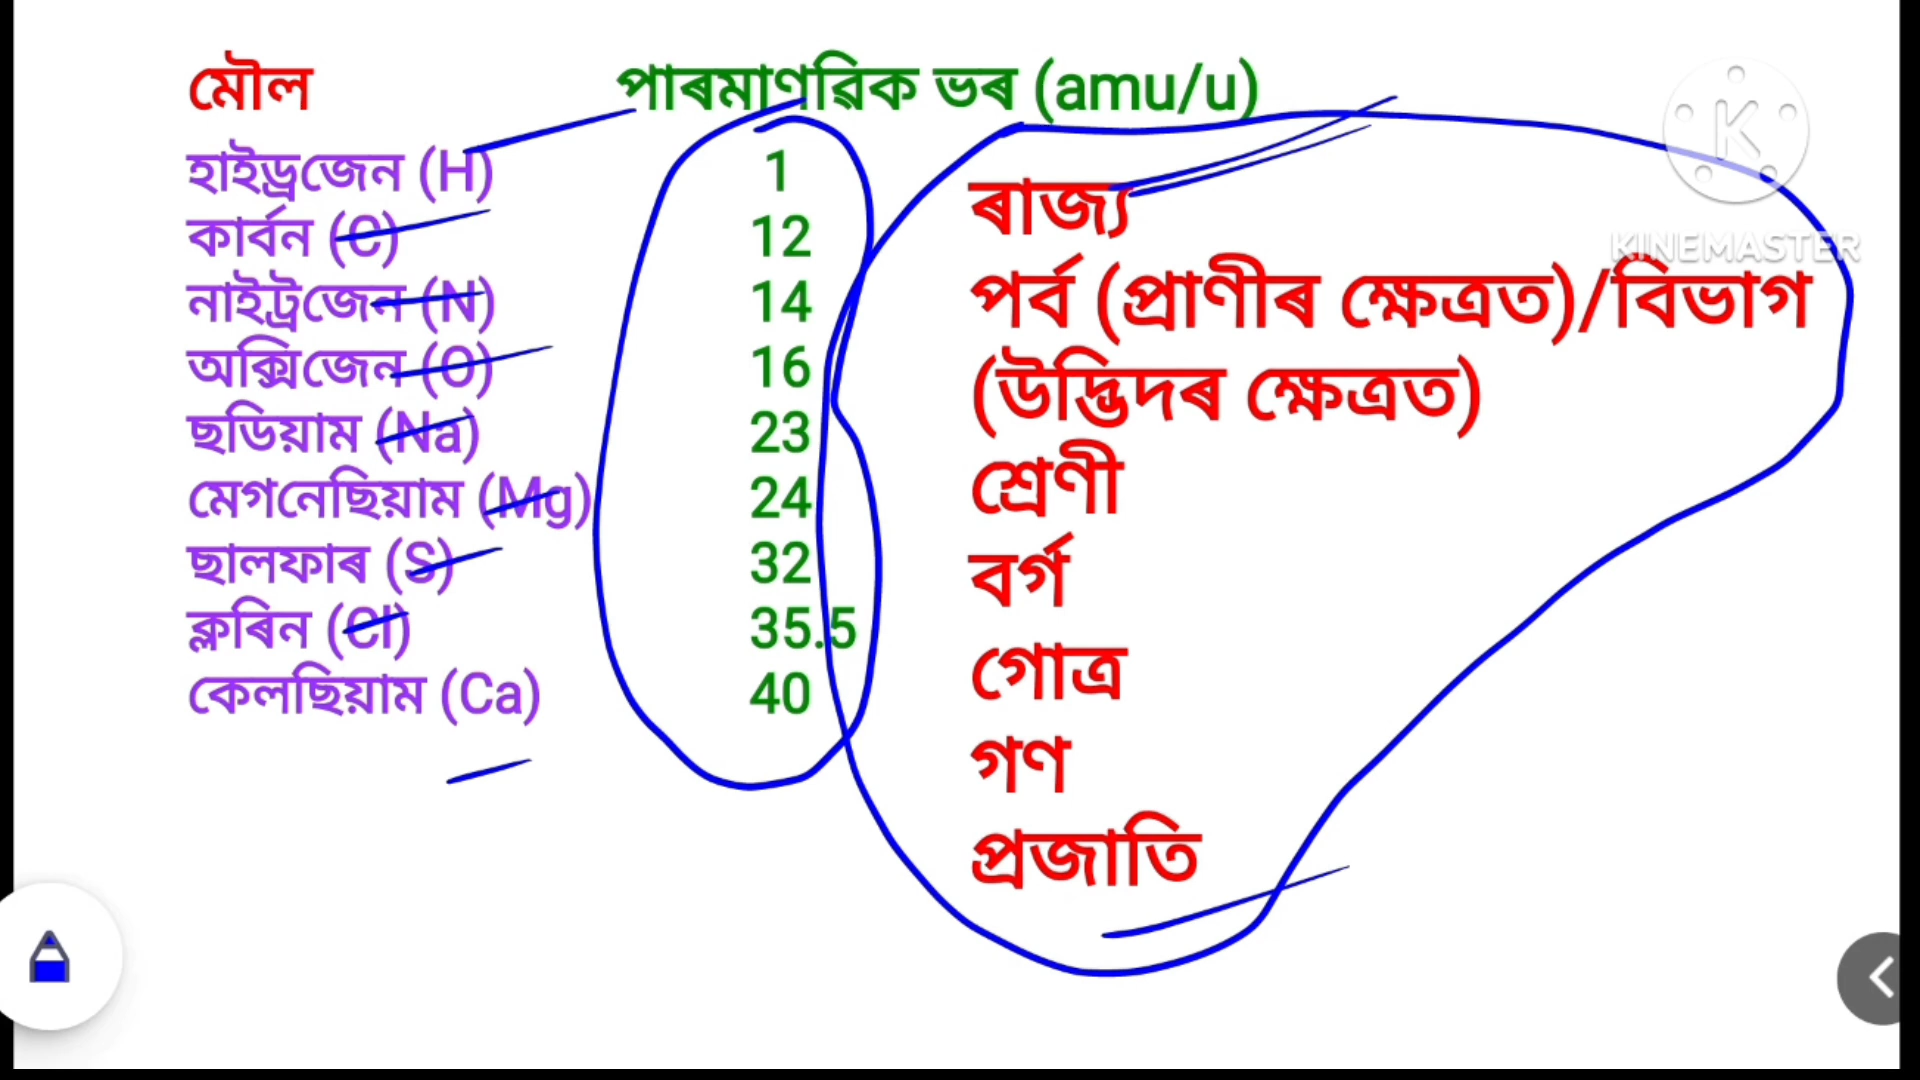 মৌল পাৰমাণৱিক ভৰ (amu/u)
হাইড্ৰজেন (H) 1
কাৰ্বন (C) 12
নাইট্ৰজেন (N) 14
অক্সিজেন (O) 16
ছডিয়াম (Na) 23
মেগনেছিয়াম (Mg) 24
ছালফাৰ (S) 32
ক্লৰিন (Cl) 35.5
কেলছিয়াম (Ca) 40
ৰাজ্য
পৰ্ব (প্ৰাণীৰ ক্ষেত্ৰত)/বিভাগ
(উদ্ভিদৰ ক্ষেত্ৰত)
শ্ৰেণী
বৰ্গ
গোত্ৰ
গণ
প্ৰজাতি
K
KINEMASTER